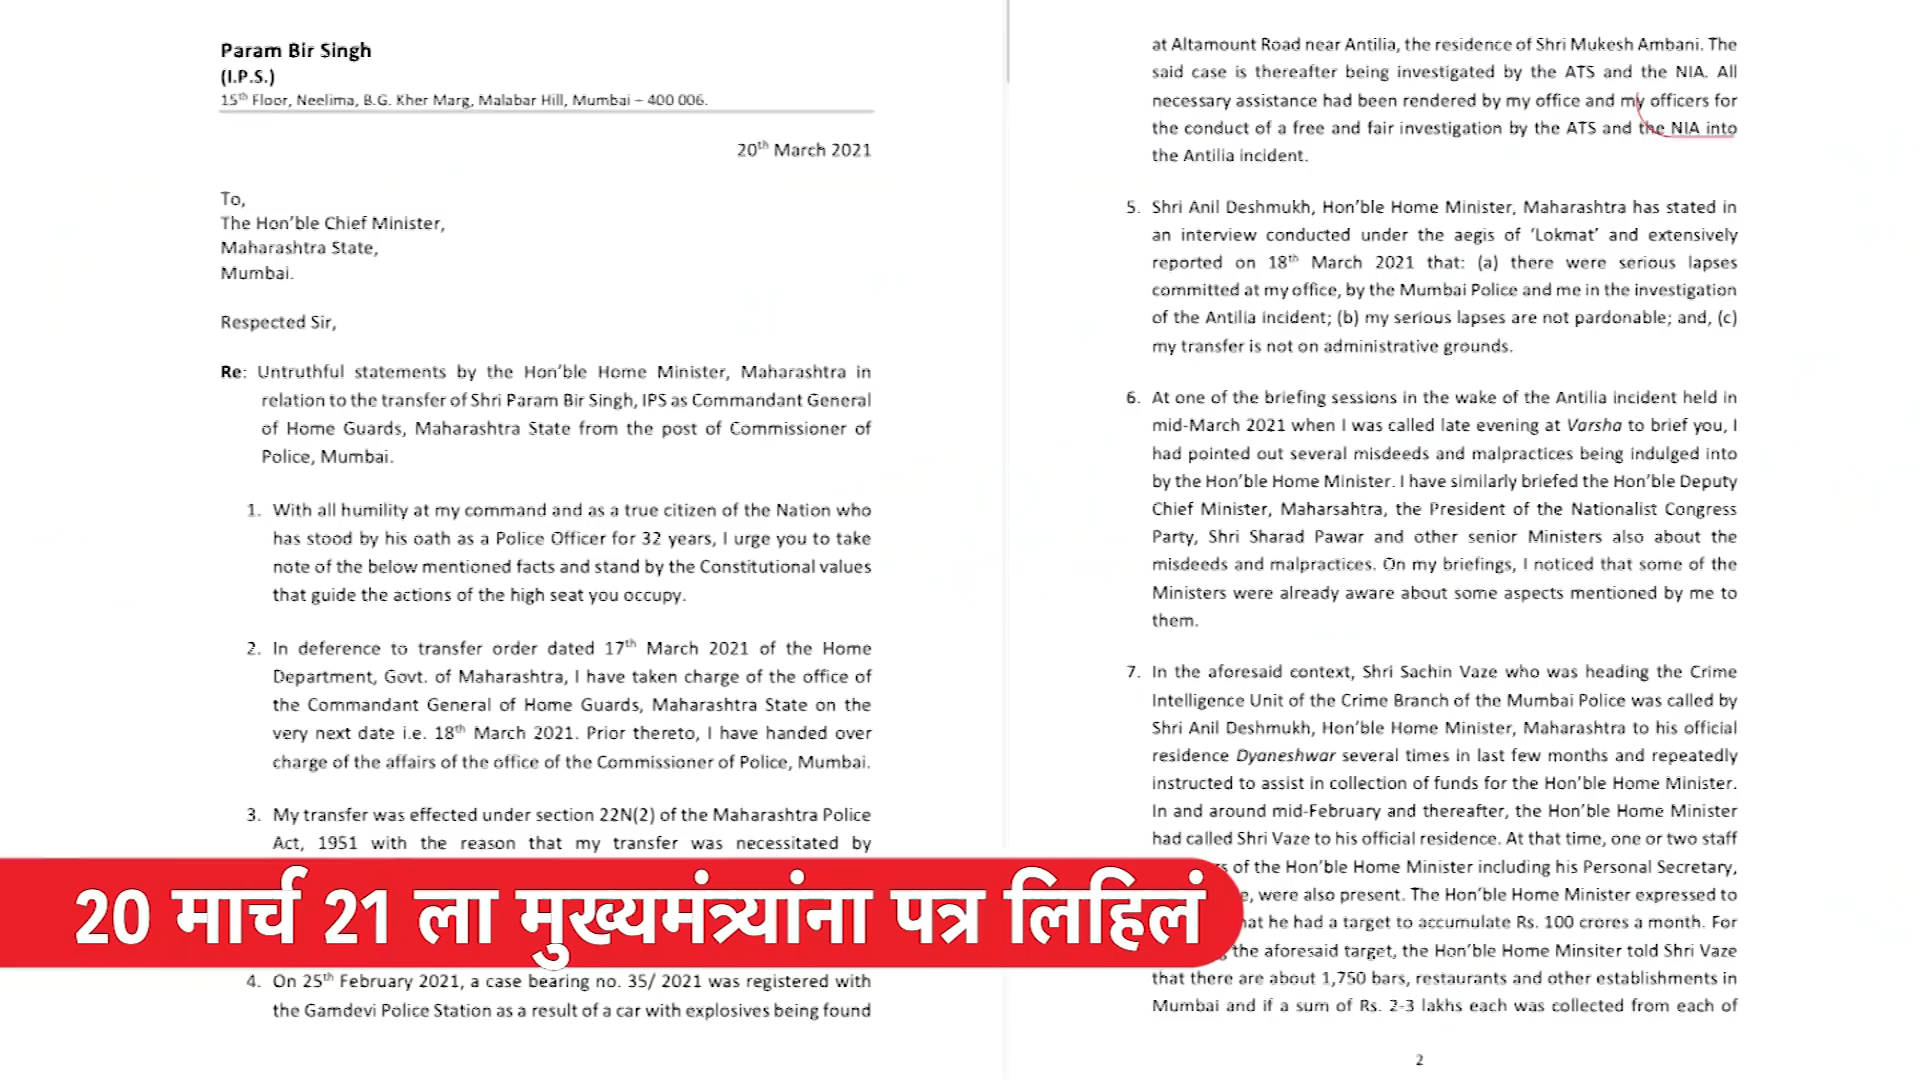 Param Bir Singh
(I.P.S.)
15th Floor, Neelima, B.G. Kher Marg, Malabar Hill, Mumbai – 400 006.
20th March 2021
To,
The Hon'ble Chief Minister,
Maharashtra State,
Mumbai.
Respected Sir,
Re: Untruthful statements by the Hon'ble Home Minister, Maharashtra in
relation to the transfer of Shri Param Bir Singh, IPS as Commandant General
of Home Guards, Maharashtra State from the post of Commissioner of
Police, Mumbai.
1. With all humility at my command and as a true citizen of the Nation who
has stood by his oath as a Police Officer for 32 years, I urge you to take
note of the below mentioned facts and stand by the Constitutional values
that guide the actions of the high seat you occupy.
2. In deference to transfer order dated 17th March 2021 of the Home
Department, Govt. of Maharashtra, I have taken charge of the office of
the Commandant General of Home Guards, Maharashtra State on the
very next date i.e. 18th March 2021. Prior thereto, I have handed over
charge of the affairs of the office of the Commissioner of Police, Mumbai.
3. My transfer was effected under section 22N(2) of the Maharashtra Police
Act, 1951 with the reason that my transfer was necessitated by
4. On 25th February 2021, a case bearing no. 35/ 2021 was registered with
the Gamdevi Police Station as a result of a car with explosives being found
at Altamount Road near Antilia, the residence of Shri Mukesh Ambani. The
said case is thereafter being investigated by the ATS and the NIA. All
necessary assistance had been rendered by my office and my officers for
the conduct of a free and fair investigation by the ATS and the NIA into
the Antilia incident.
5. Shri Anil Deshmukh, Hon'ble Home Minister, Maharashtra has stated in
an interview conducted under the aegis of 'Lokmat' and extensively
reported on 18th March 2021 that: (a) there were serious lapses
committed at my office, by the Mumbai Police and me in the investigation
of the Antilia incident; (b) my serious lapses are not pardonable; and, (c)
my transfer is not on administrative grounds.
6. At one of the briefing sessions in the wake of the Antilia incident held in
mid-March 2021 when I was called late evening at Varsha to brief you, I
had pointed out several misdeeds and malpractices being indulged into
by the Hon'ble Home Minister. I have similarly briefed the Hon'ble Deputy
Chief Minister, Maharsahtra, the President of the Nationalist Congress
Party, Shri Sharad Pawar and other senior Ministers also about the
misdeeds and malpractices. On my briefings, I noticed that some of the
Ministers were already aware about some aspects mentioned by me to
them.
7. In the aforesaid context, Shri Sachin Vaze who was heading the Crime
Intelligence Unit of the Crime Branch of the Mumbai Police was called by
Shri Anil Deshmukh, Hon'ble Home Minister, Maharashtra to his official
residence Dyaneshwar several times in last few months and repeatedly
instructed to assist in collection of funds for the Hon'ble Home Minister.
In and around mid-February and thereafter, the Hon'ble Home Minister
had called Shri Vaze to his official residence. At that time, one or two staff
of the Hon'ble Home Minister including his Personal Secretary,
were also present. The Hon'ble Home Minister expressed to
he had a target to accumulate Rs. 100 crores a month. For
the aforesaid target, the Hon'ble Home Minsiter told Shri Vaze
that there are about 1,750 bars, restaurants and other establishments in
Mumbai and if a sum of Rs. 2-3 lakhs each was collected from each of
2
20 मार्च 21 ला मुख्यमंत्र्यांना पत्र लिहिलं